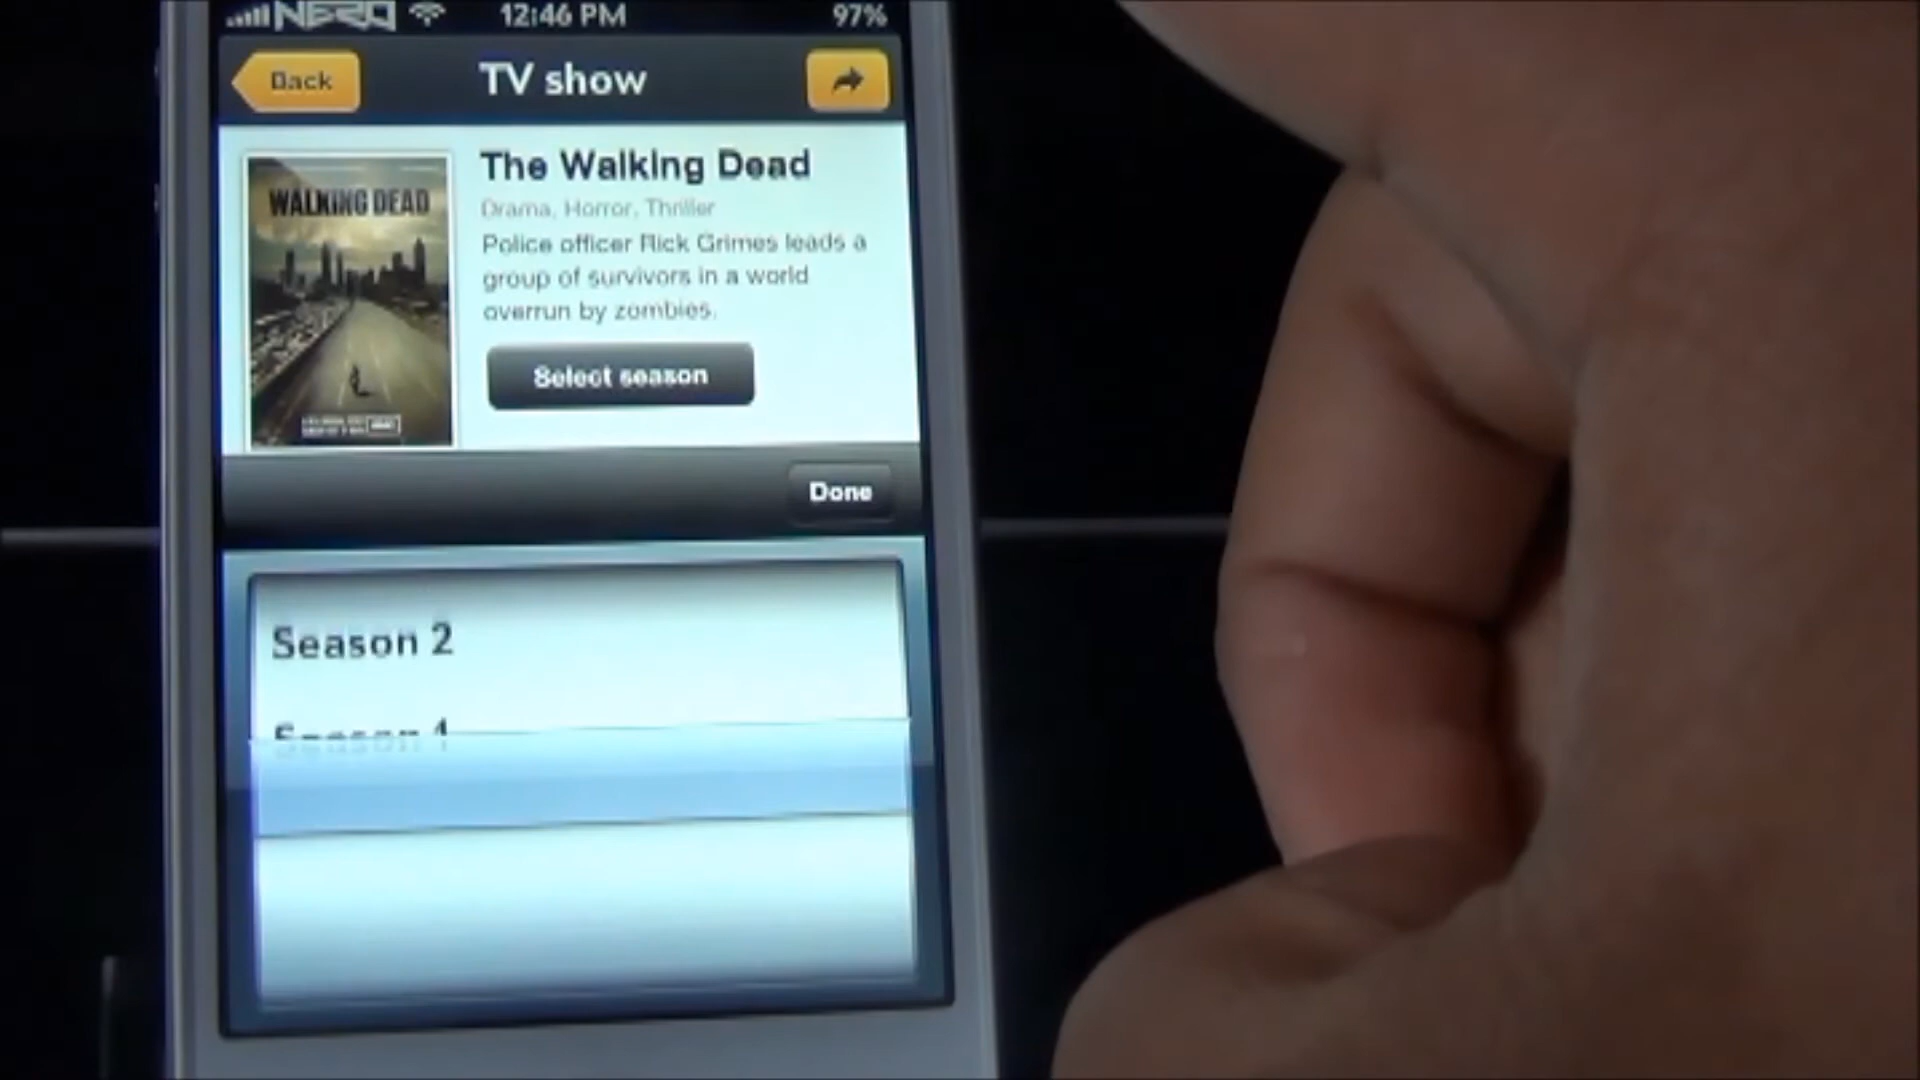 NERO 12:46 PM 97%
Back TV show
The Walking Dead
Drama, Horror, Thriller
Police officer Rick Grimes leads a
group of survivors in a world
overrun by zombies.
WALKING DEAD
Select season
Done
Season 2
Season 1